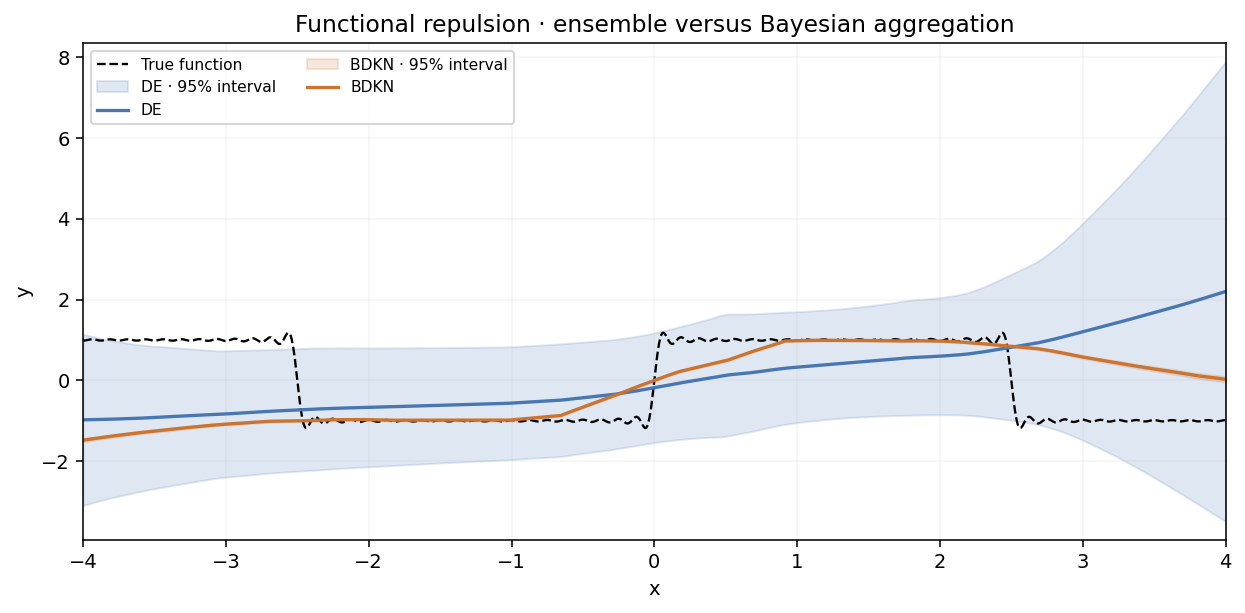 Functional repulsion · ensemble versus Bayesian aggregation
True function
DE · 95% interval
DE
BDKN · 95% interval
BDKN
y
8
6
4
2
0
−2
−4 −3 −2 −1 0 1 2 3 4
x